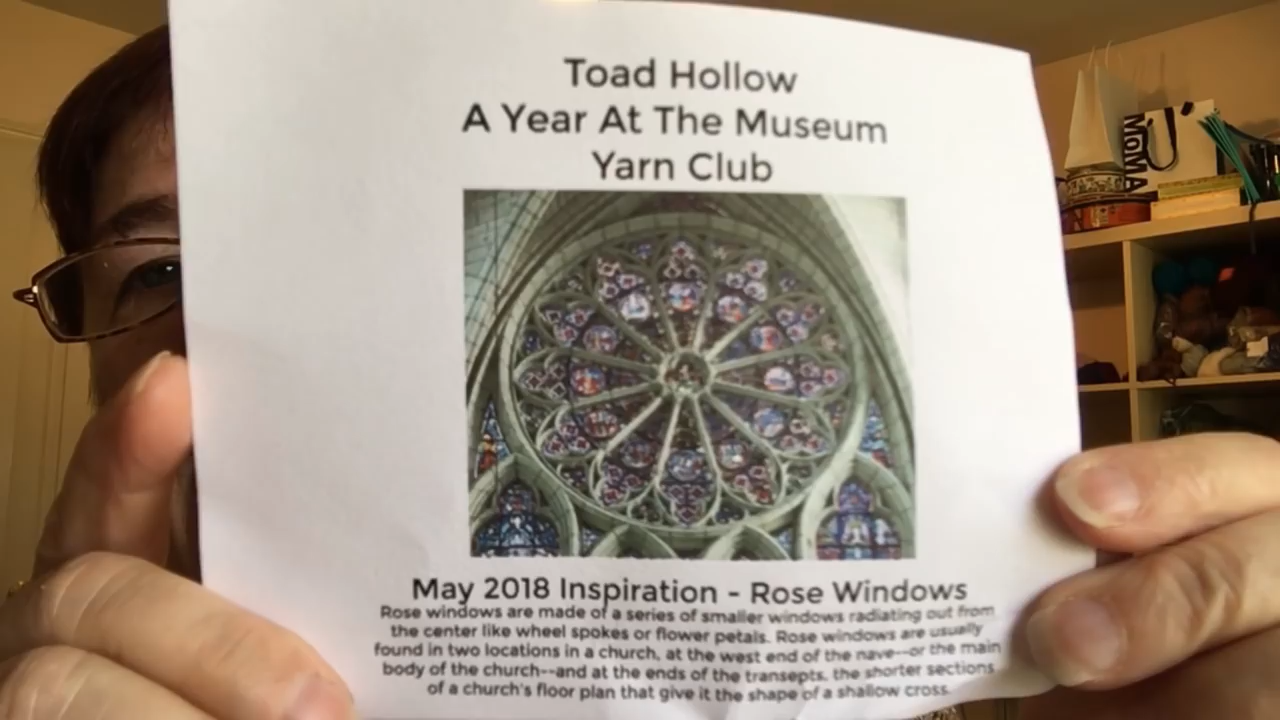 Toad Hollow
A Year At The Museum
Yarn Club
May 2018 Inspiration - Rose Windows
Rose windows are made of a series of smaller windows radiating out from
the center like wheel spokes or flower petals. Rose windows are usually
found in two locations in a church, at the west end of the nave--or the main
body of the church--and at the ends of the transepts, the shorter sections
of a church's floor plan that give it the shape of a shallow cross.
MoMA